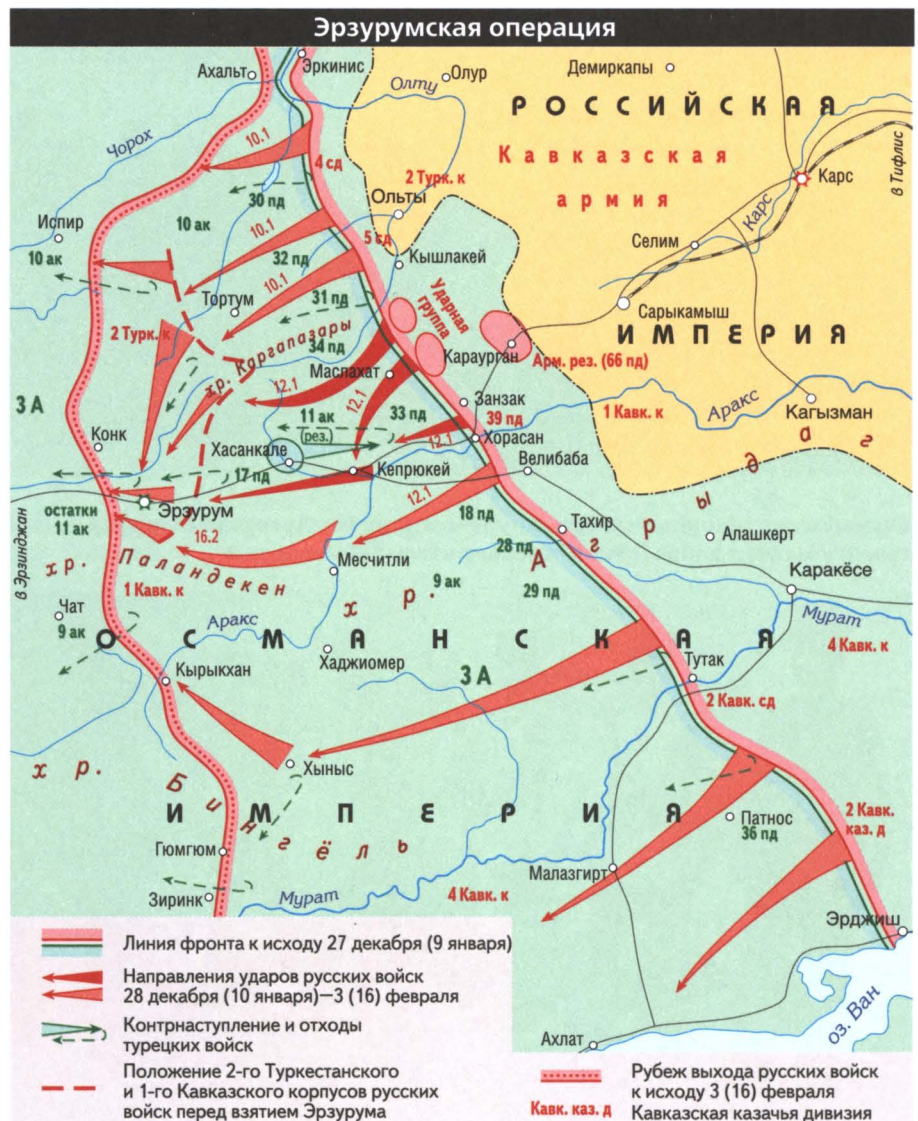 Эрзурумская операция
Ахальт
Эркинис
Олту
Олур
Демиркапы
РОССИЙСКАЯ
Чорох
10.1
4 сд
Кавказская
армия
2 Турк. к
Карс
в Тифлис
30 пд
Ольты
Испир
10 ак
10.1
5 сд
Карс
Селим
10 ак
32 пд
Кышлакей
10.1
Тортум
31 пд
Ударная
группа
Сарыкамыш
2 Турк. к
хр. Каргапазары
34 пд
Караурган
ИМПЕРИЯ
Арм. рез. (66 пд)
Маслахат
12.1
12.1
3 А
Занзак
1 Кавк. к
Аракс
Кагызман
11 ак
(рез.)
33 пд
39 пд
12.1
Хорасан
Конк
Хасанкале
Велибаба
17 пд
Кепрюкей
12.1
остатки
11 ак
Эрзурум
18 пд
Тахир
16.2
в Эрзинджан
28 пд
Алашкерт
хр. Агрыдаг
хр. Паландекен
Месчитли
9 ак
29 пд
Каракёсе
1 Кавк. к
Чат
9 ак
Аракс
Мурат
ОСМАНСКАЯ
4 Кавк. к
Хаджиомер
Кырыкхан
3 А
Тутак
2 Кавк. сд
Хыныс
хр. Бингёль
ИМПЕРИЯ
Патнос
36 пд
2 Кавк.
каз. д
Гюмгюм
Малазгирт
Зиринк
Мурат
4 Кавк. к
Эрджиш
оз. Ван
Ахлат
Линия фронта к исходу 27 декабря (9 января)
Направления ударов русских войск
28 декабря (10 января)—3 (16) февраля
Контрнаступление и отходы
турецких войск
Положение 2-го Туркестанского
и 1-го Кавказского корпусов русских
войск перед взятием Эрзурума
Рубеж выхода русских войск
к исходу 3 (16) февраля
Кавк. каз. д
Кавказская казачья дивизия